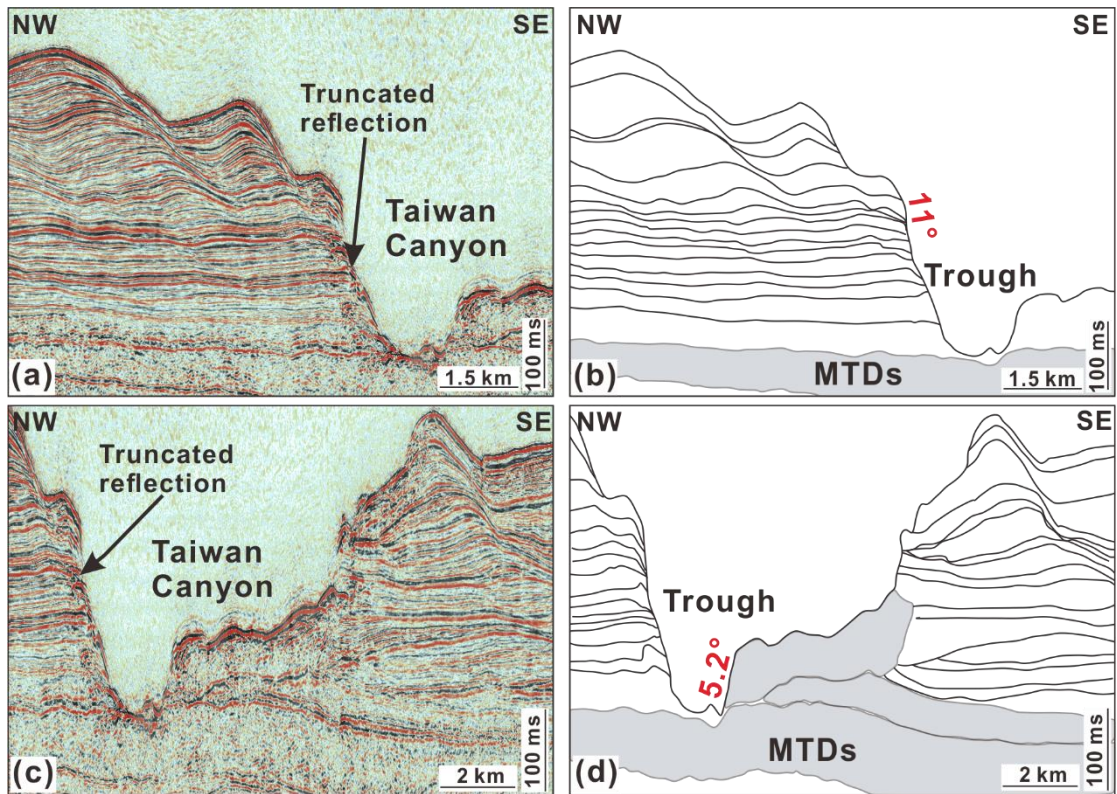 NW
SE
Truncated
reflection
Taiwan
Canyon
(a)
1.5 km
100 ms
NW
SE
11°
Trough
MTDs
(b)
1.5 km
100 ms
NW
SE
Truncated
reflection
Taiwan
Canyon
(c)
2 km
100 ms
NW
SE
Trough
5.2°
MTDs
(d)
2 km
100 ms